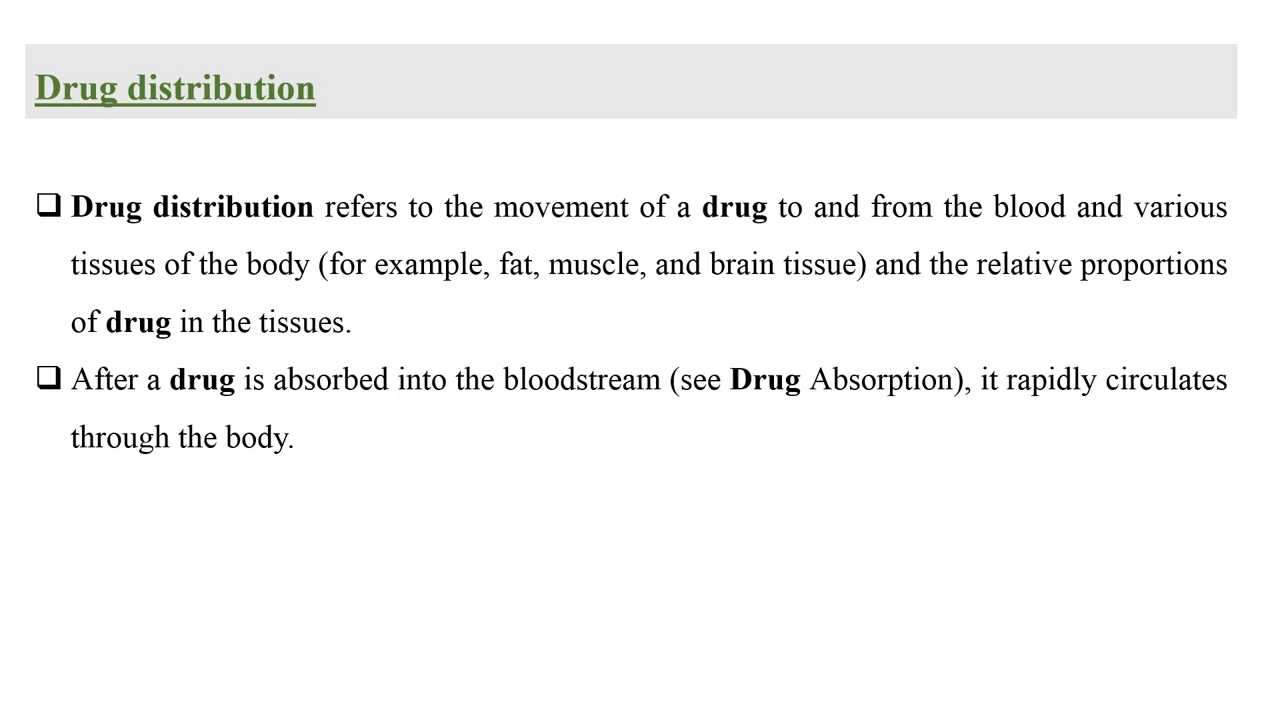 Drug distribution
❑ Drug distribution refers to the movement of a drug to and from the blood and various
tissues of the body (for example, fat, muscle, and brain tissue) and the relative proportions
of drug in the tissues.
❑ After a drug is absorbed into the bloodstream (see Drug Absorption), it rapidly circulates
through the body.